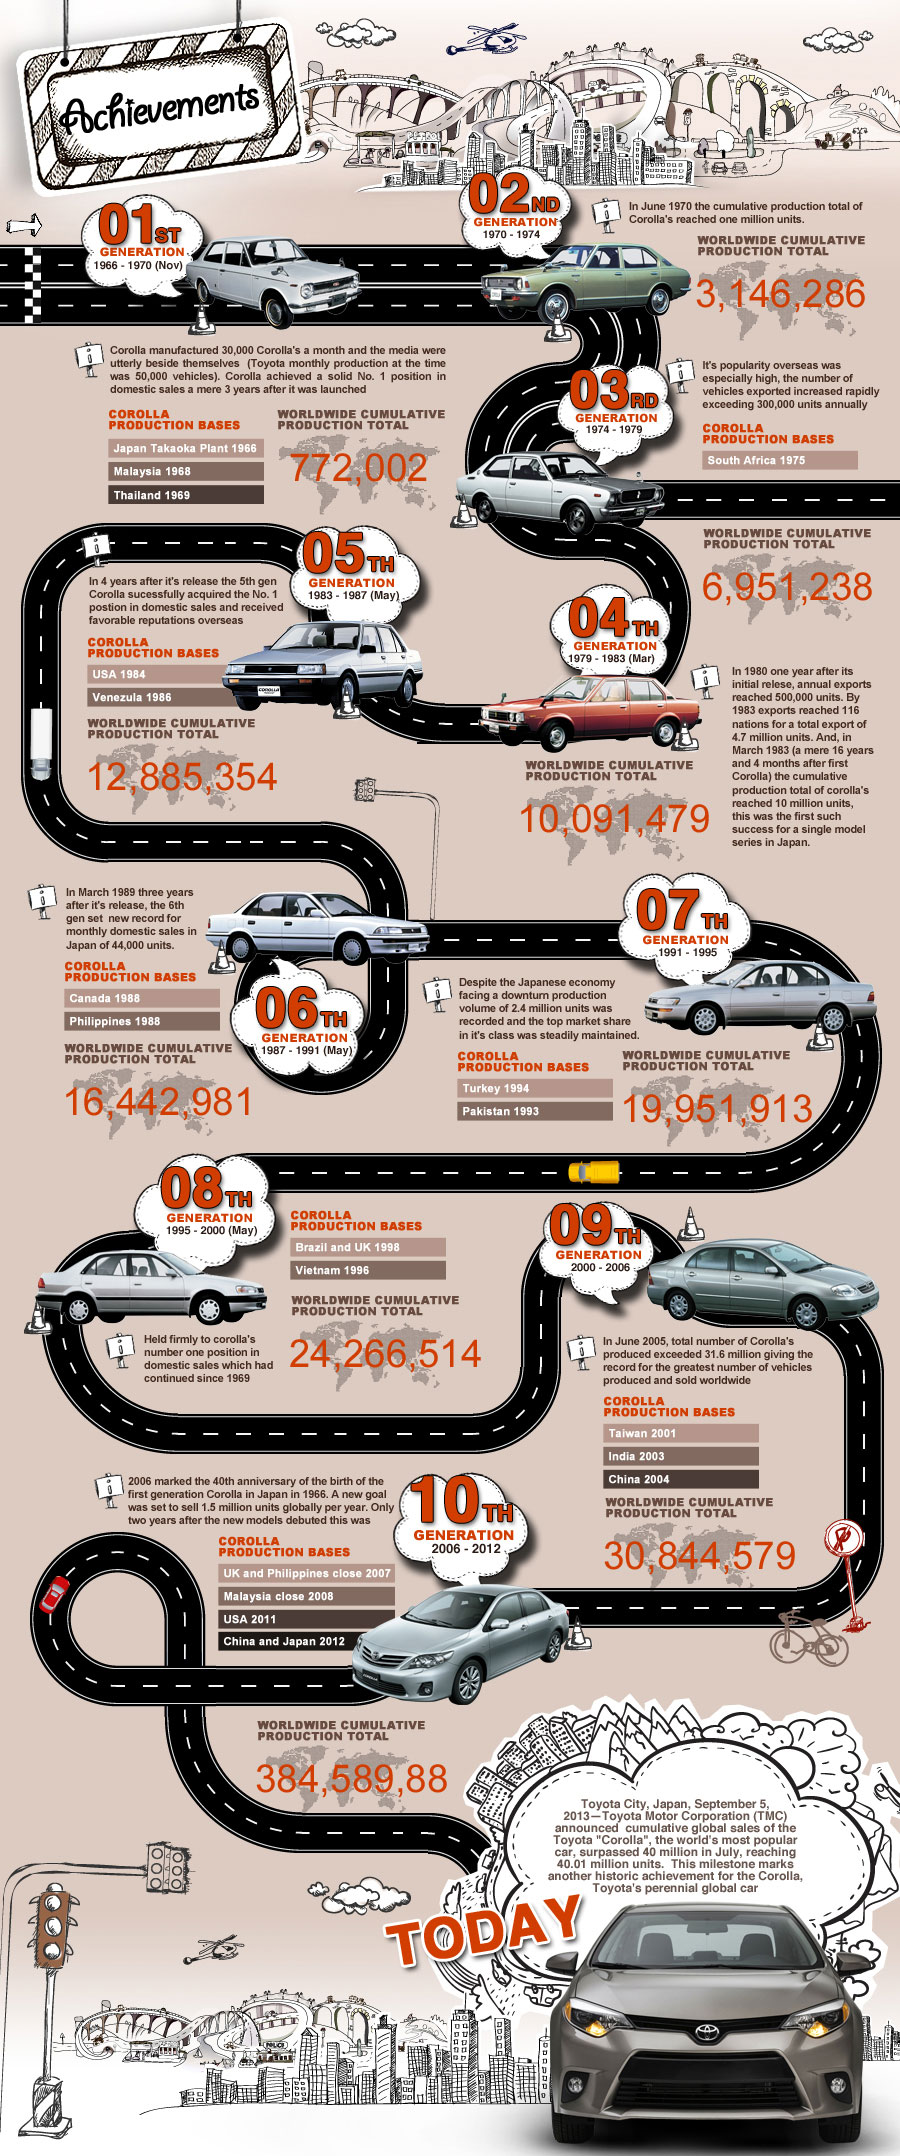 Achievements
01ST
GENERATION
1966 - 1970 (Nov)
02ND
GENERATION
1970 - 1974
In June 1970 the cumulative production total of
Corolla's reached one million units.
WORLDWIDE CUMULATIVE
PRODUCTION TOTAL
3,146,286
Corolla manufactured 30,000 Corolla's a month and the media were
utterly beside themselves (Toyota monthly production at the time
was 50,000 vehicles). Corolla achieved a solid No. 1 position in
domestic sales a mere 3 years after it was launched
COROLLA
PRODUCTION BASES
Japan Takaoka Plant 1966
Malaysia 1968
Thailand 1969
WORLDWIDE CUMULATIVE
PRODUCTION TOTAL
772,002
03RD
GENERATION
1974 - 1979
It's popularity overseas was
especially high, the number of
vehicles exported increased rapidly
exceeding 300,000 units annually
COROLLA
PRODUCTION BASES
South Africa 1975
WORLDWIDE CUMULATIVE
PRODUCTION TOTAL
6,951,238
05TH
GENERATION
1983 - 1987 (May)
In 4 years after it's release the 5th gen
Corolla sucessfully acquired the No. 1
postion in domestic sales and received
favorable reputations overseas
COROLLA
PRODUCTION BASES
USA 1984
Venezula 1986
WORLDWIDE CUMULATIVE
PRODUCTION TOTAL
12,885,354
COROLLA
04TH
GENERATION
1979 - 1983 (Mar)
In 1980 one year after its
initial relese, annual exports
reached 500,000 units. By
1983 exports reached 116
nations for a total export of
4.7 million units. And, in
March 1983 (a mere 16 years
and 4 months after first
Corolla) the cumulative
production total of corolla's
reached 10 million units,
this was the first such
success for a single model
series in Japan.
WORLDWIDE CUMULATIVE
PRODUCTION TOTAL
10,091,479
In March 1989 three years
after it's release, the 6th
gen set new record for
monthly domestic sales in
Japan of 44,000 units.
COROLLA
PRODUCTION BASES
Canada 1988
Philippines 1988
WORLDWIDE CUMULATIVE
PRODUCTION TOTAL
16,442,981
06TH
GENERATION
1987 - 1991 (May)
07TH
GENERATION
1991 - 1995
Despite the Japanese economy
facing a downturn production
volume of 2.4 million units was
recorded and the top market share
in it's class was steadily maintained.
COROLLA
PRODUCTION BASES
Turkey 1994
Pakistan 1993
WORLDWIDE CUMULATIVE
PRODUCTION TOTAL
19,951,913
08TH
GENERATION
1995 - 2000 (May)
COROLLA
PRODUCTION BASES
Brazil and UK 1998
Vietnam 1996
WORLDWIDE CUMULATIVE
PRODUCTION TOTAL
24,266,514
Held firmly to corolla's
number one position in
domestic sales which had
continued since 1969
09TH
GENERATION
2000 - 2006
In June 2005, total number of Corolla's
produced exceeded 31.6 million giving the
record for the greatest number of vehicles
produced and sold worldwide
COROLLA
PRODUCTION BASES
Taiwan 2001
India 2003
China 2004
WORLDWIDE CUMULATIVE
PRODUCTION TOTAL
30,844,579
2006 marked the 40th anniversary of the birth of the
first generation Corolla in Japan in 1966. A new goal
was set to sell 1.5 million units globally per year. Only
two years after the new models debuted this was
10TH
GENERATION
2006 - 2012
COROLLA
PRODUCTION BASES
UK and Philippines close 2007
Malaysia close 2008
USA 2011
China and Japan 2012
WORLDWIDE CUMULATIVE
PRODUCTION TOTAL
384,589,88
Toyota City, Japan, September 5,
2013—Toyota Motor Corporation (TMC)
announced cumulative global sales of the
Toyota "Corolla", the world's most popular
car, surpassed 40 million in July, reaching
40.01 million units. This milestone marks
another historic achievement for the Corolla,
Toyota's perennial global car
TODAY